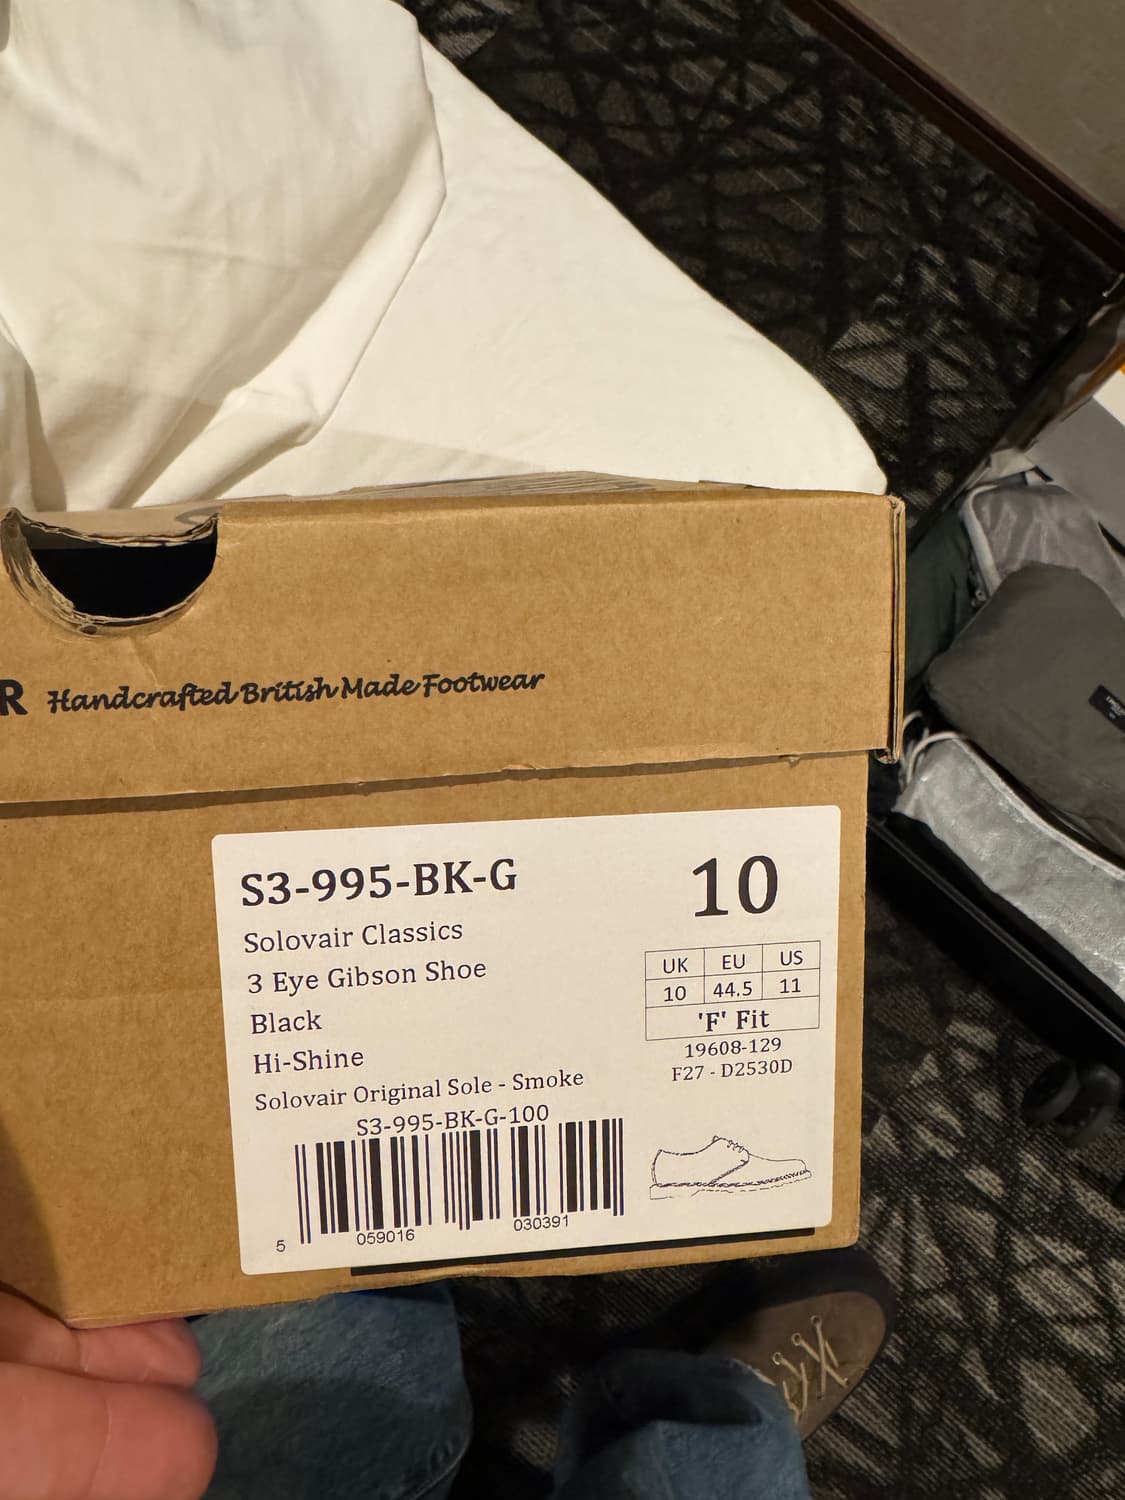 R Handcrafted British Made Footwear
S3-995-BK-G
Solovair Classics
3 Eye Gibson Shoe
Black
Hi-Shine
Solovair Original Sole - Smoke
S3-995-BK-G-100
5 059016 030391
10
UK EU US
10 44.5 11
'F' Fit
19608-129
F27 - D2530D